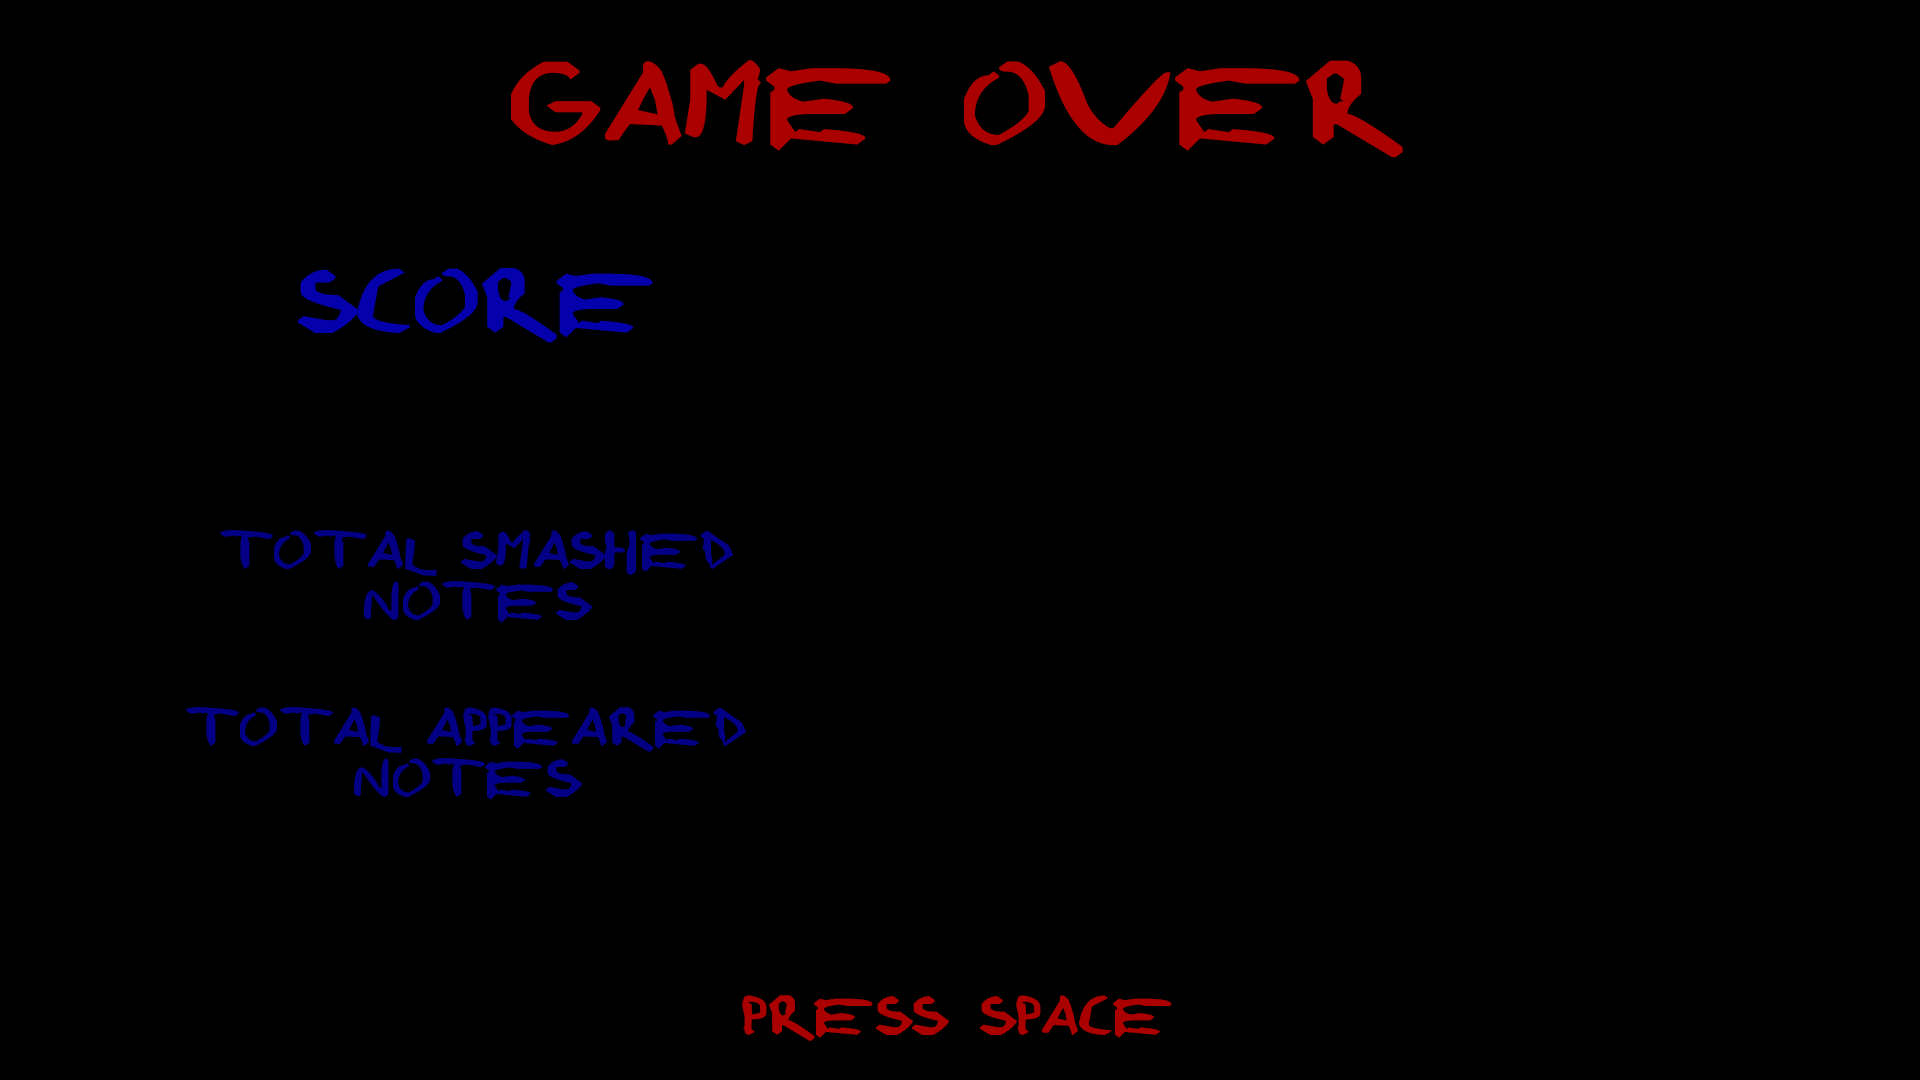 GAME OVER
SCORE
TOTAL SMASHED
NOTES
TOTAL APPEARED
NOTES
PRESS SPACE